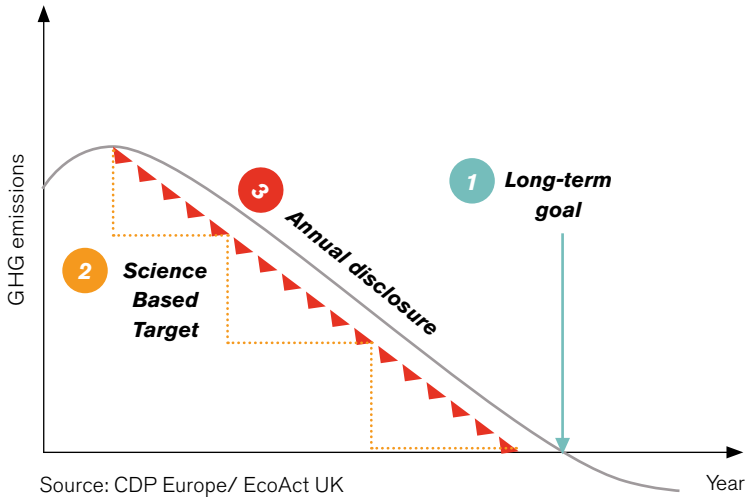 GHG emissions
1
Long-term
goal
3
Annual disclosure
2
Science
Based
Target
Year
Source: CDP Europe/ EcoAct UK